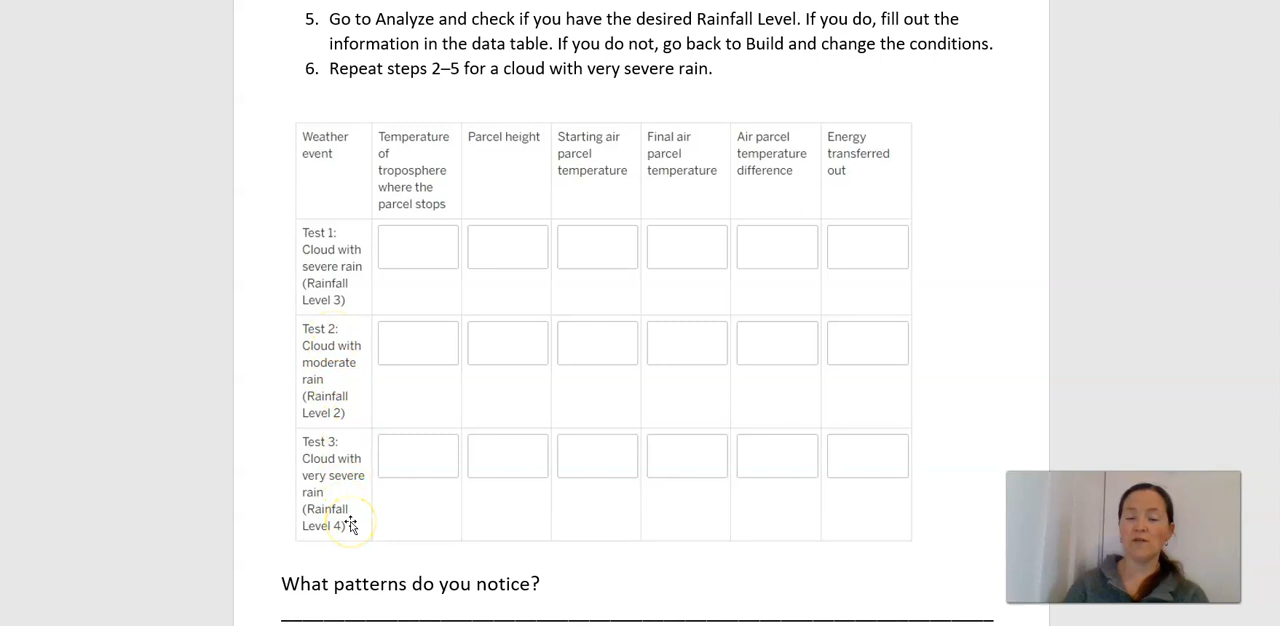 5. Go to Analyze and check if you have the desired Rainfall Level. If you do, fill out the
information in the data table. If you do not, go back to Build and change the conditions.
6. Repeat steps 2–5 for a cloud with very severe rain.
Weather
event
Temperature
of
troposphere
where the
parcel stops
Parcel height
Starting air
parcel
temperature
Final air
parcel
temperature
Air parcel
temperature
difference
Energy
transferred
out
Test 1:
Cloud with
severe rain
(Rainfall
Level 3)
Test 2:
Cloud with
moderate
rain
(Rainfall
Level 2)
Test 3:
Cloud with
very severe
rain
(Rainfall
Level 4)
What patterns do you notice?